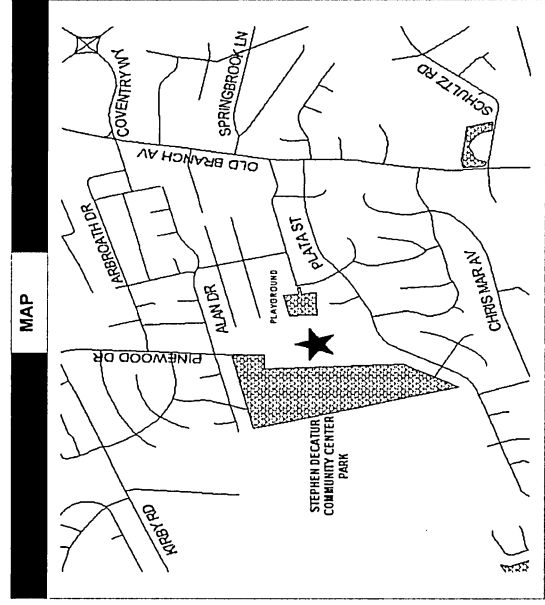 MAP
COVENTRY WY
SPRINGBROOK LN
SCHULTZ RD
OLD BRANCH AV
ARBROATH DR
PLATA ST
ALAN DR
PLAYGROUND
CHRIS MAR AV
PINEWOOD DR
STEPHEN DECATUR
COMMUNITY CENTER
PARK
KIRBY RD